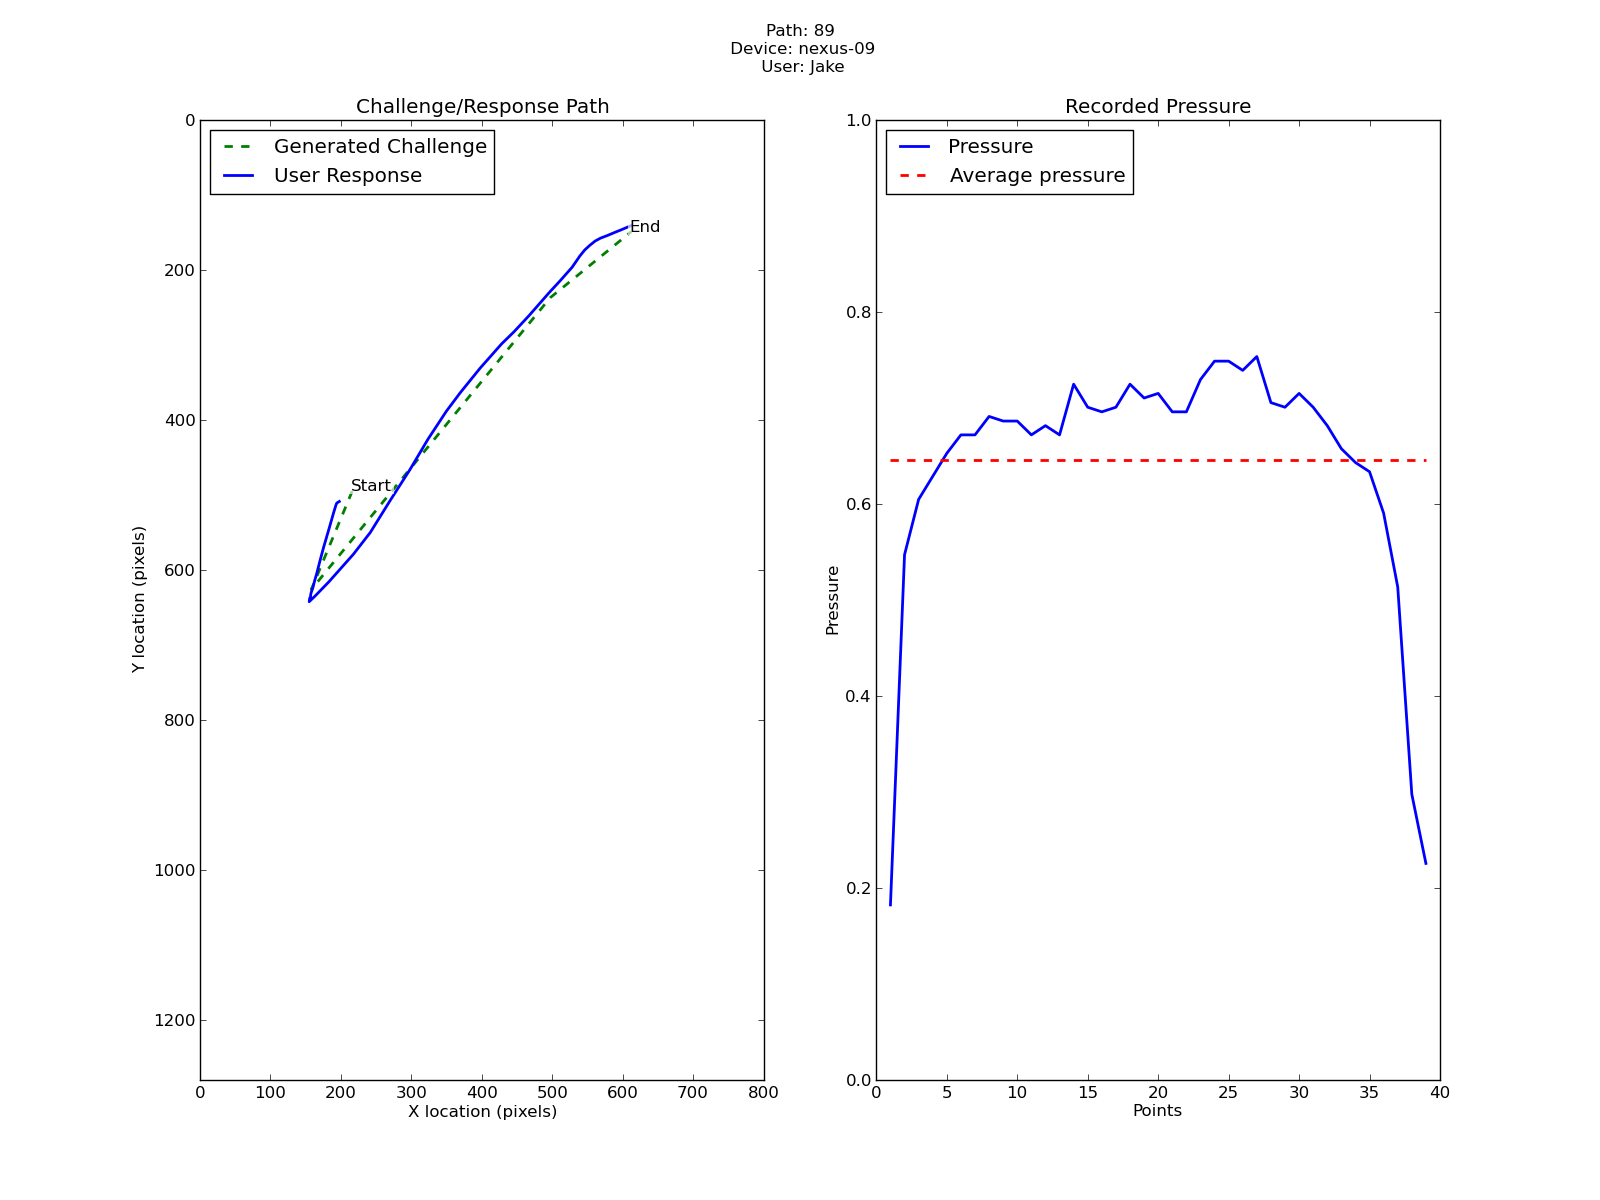 Path: 89
Device: nexus-09
User: Jake
Challenge/Response Path
Generated Challenge
User Response
Start
End
0
200
400
600
800
1000
1200
Y location (pixels)
0 100 200 300 400 500 600 700 800
X location (pixels)
Recorded Pressure
Pressure
Average pressure
1.0
0.8
0.6
0.4
0.2
0.0
Pressure
0 5 10 15 20 25 30 35 40
Points